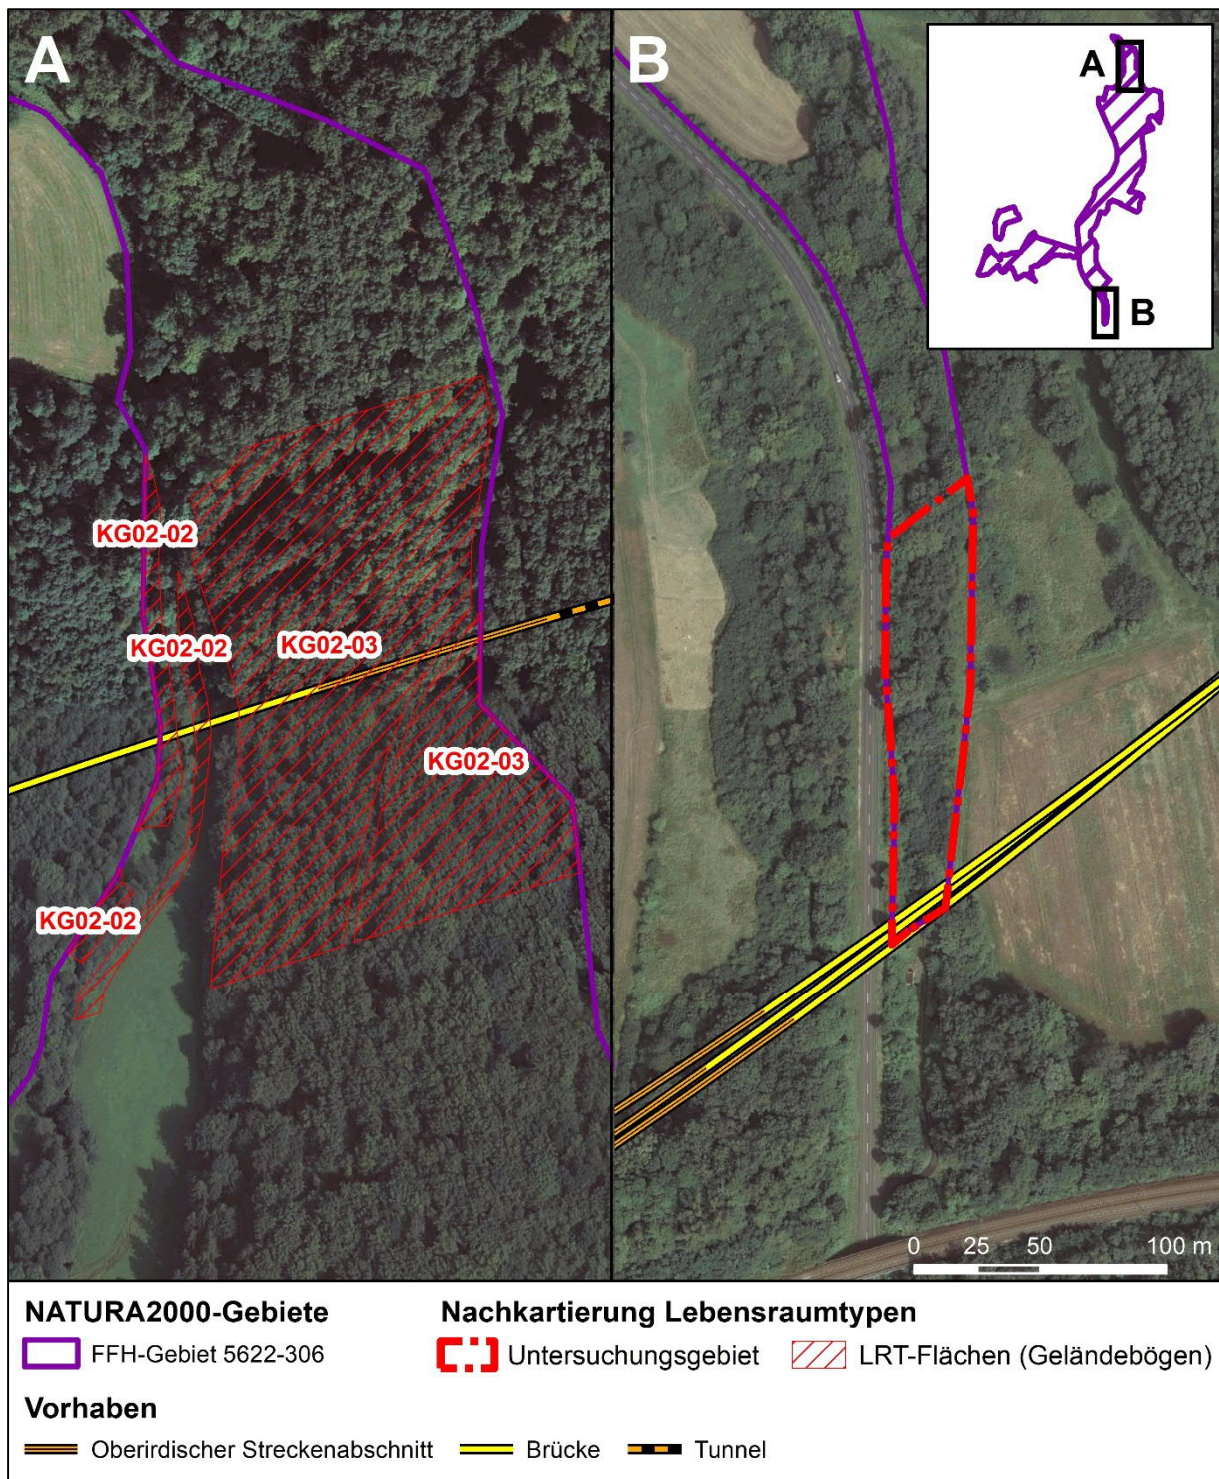 A
B
A
B
KG02-02
KG02-02
KG02-03
KG02-03
KG02-02
0 25 50 100 m
NATURA2000-Gebiete
FFH-Gebiet 5622-306
Nachkartierung Lebensraumtypen
Untersuchungsgebiet
LRT-Flächen (Geländebögen)
Vorhaben
Oberirdischer Streckenabschnitt
Brücke
Tunnel